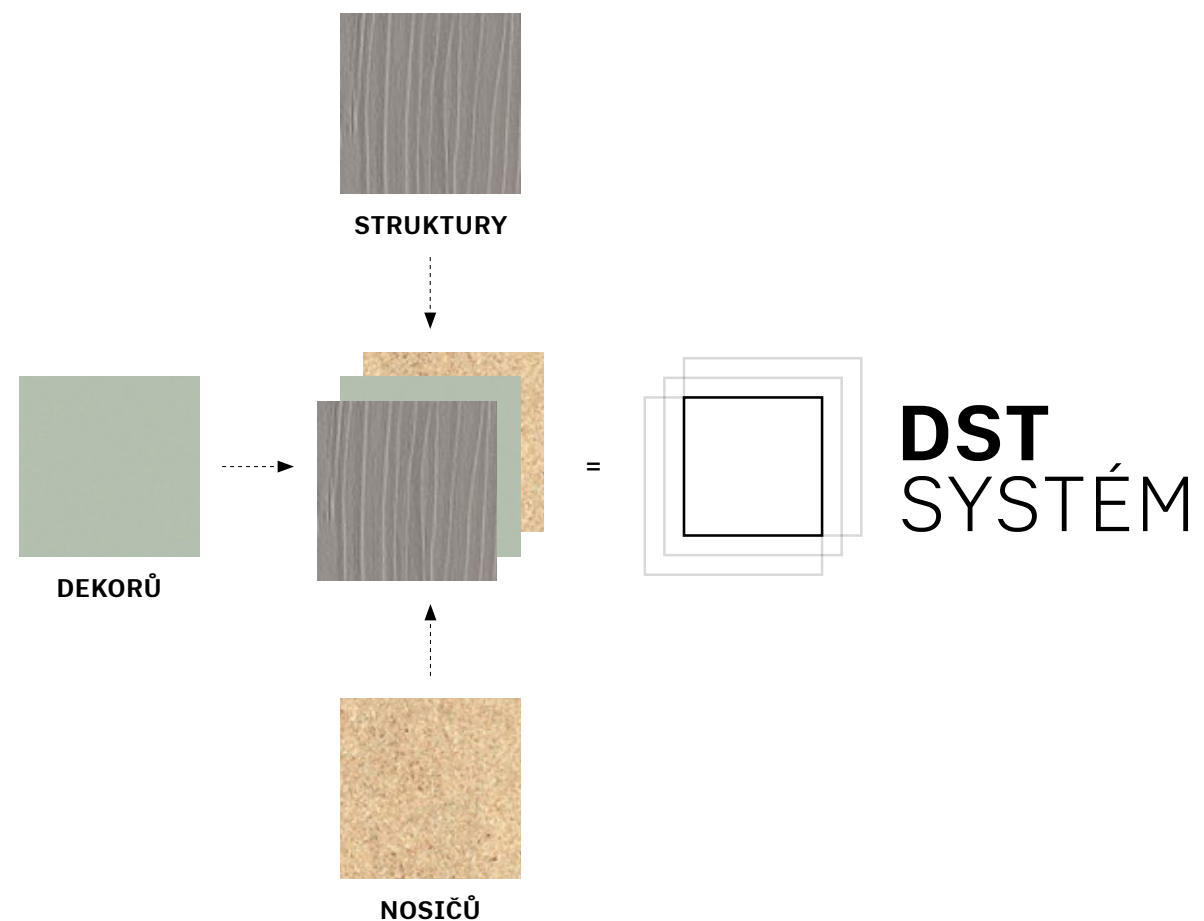 STRUKTURY
DEKORŮ
=
DST
SYSTÉM
NOSIČŮ